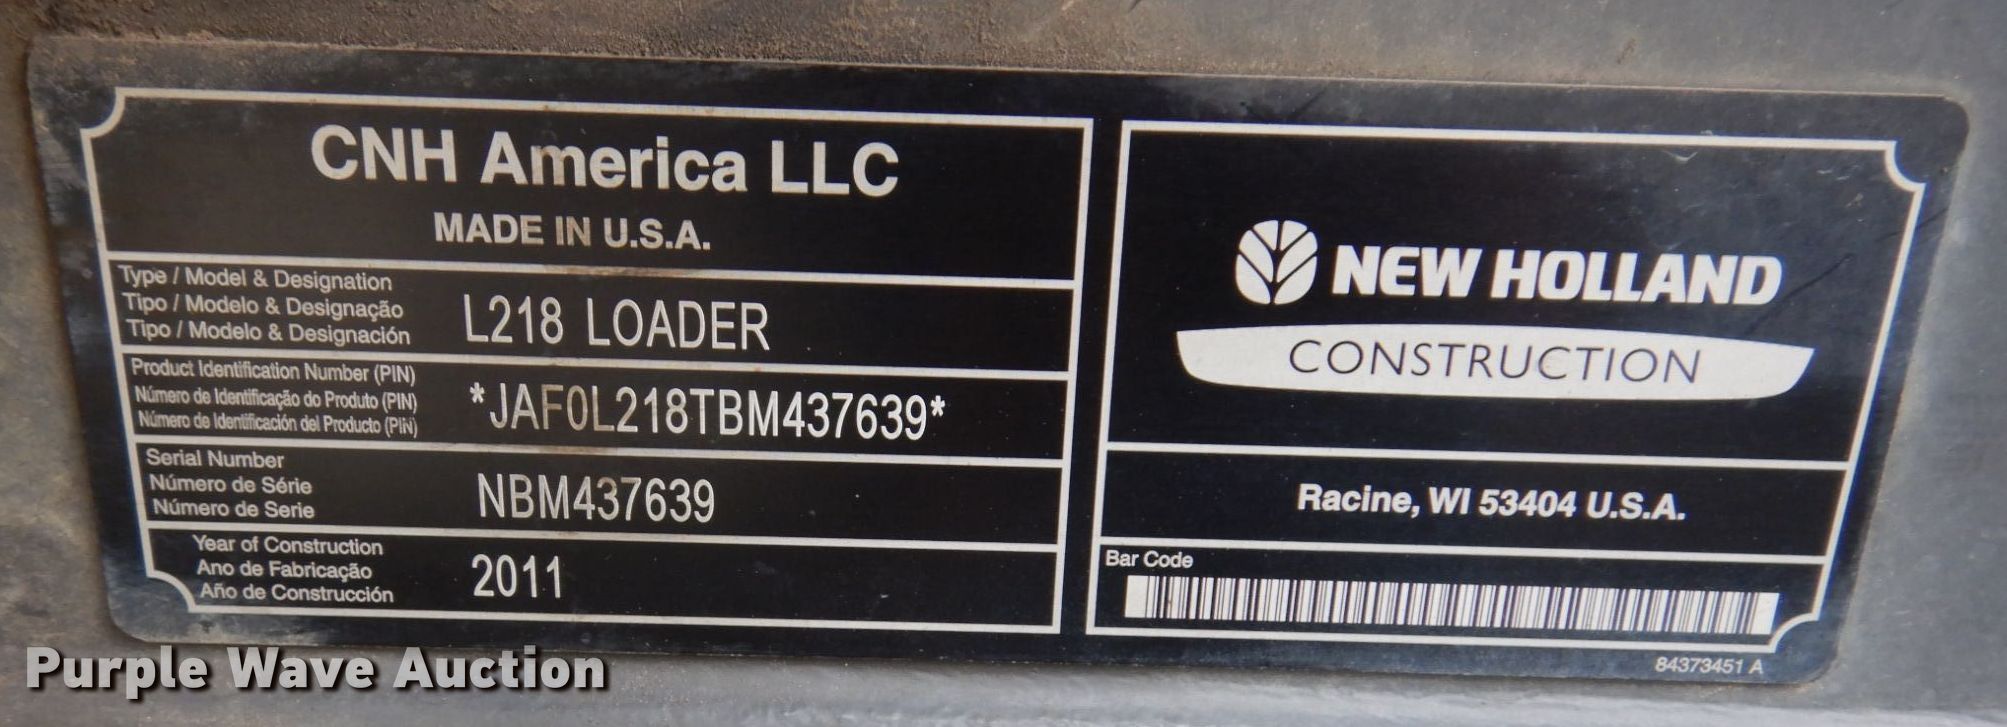 CNH America LLC
MADE IN U.S.A.
Type / Model & Designation
Tipo / Modelo & Designação
Tipo / Modelo & Designación
L218 LOADER
Product Identification Number (PIN)
Número de Identificação do Produto (PIN)
Número de Identificación del Producto (PIN)
*JAF0L218TBM437639*
Serial Number
Número de Série
Número de Serie
NBM437639
Year of Construction
Ano de Fabricação
Año de Construcción
2011
NEW HOLLAND
CONSTRUCTION
Racine, WI 53404 U.S.A.
Bar Code
84373451 A
Purple Wave Auction